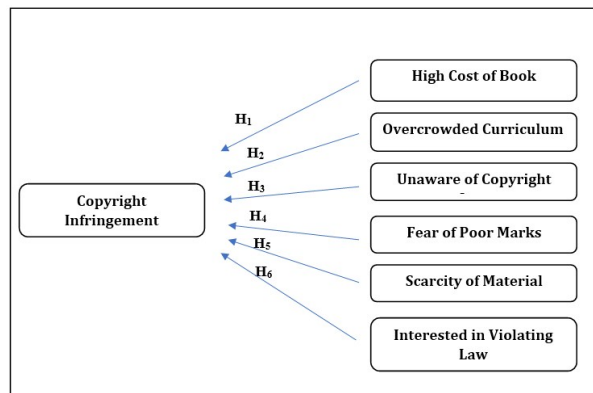 High Cost of Book
H1
Overcrowded Curriculum
H2
Unaware of Copyright
H3
Copyright
Infringement
H4
Fear of Poor Marks
H5
Scarcity of Material
H6
Interested in Violating
Law